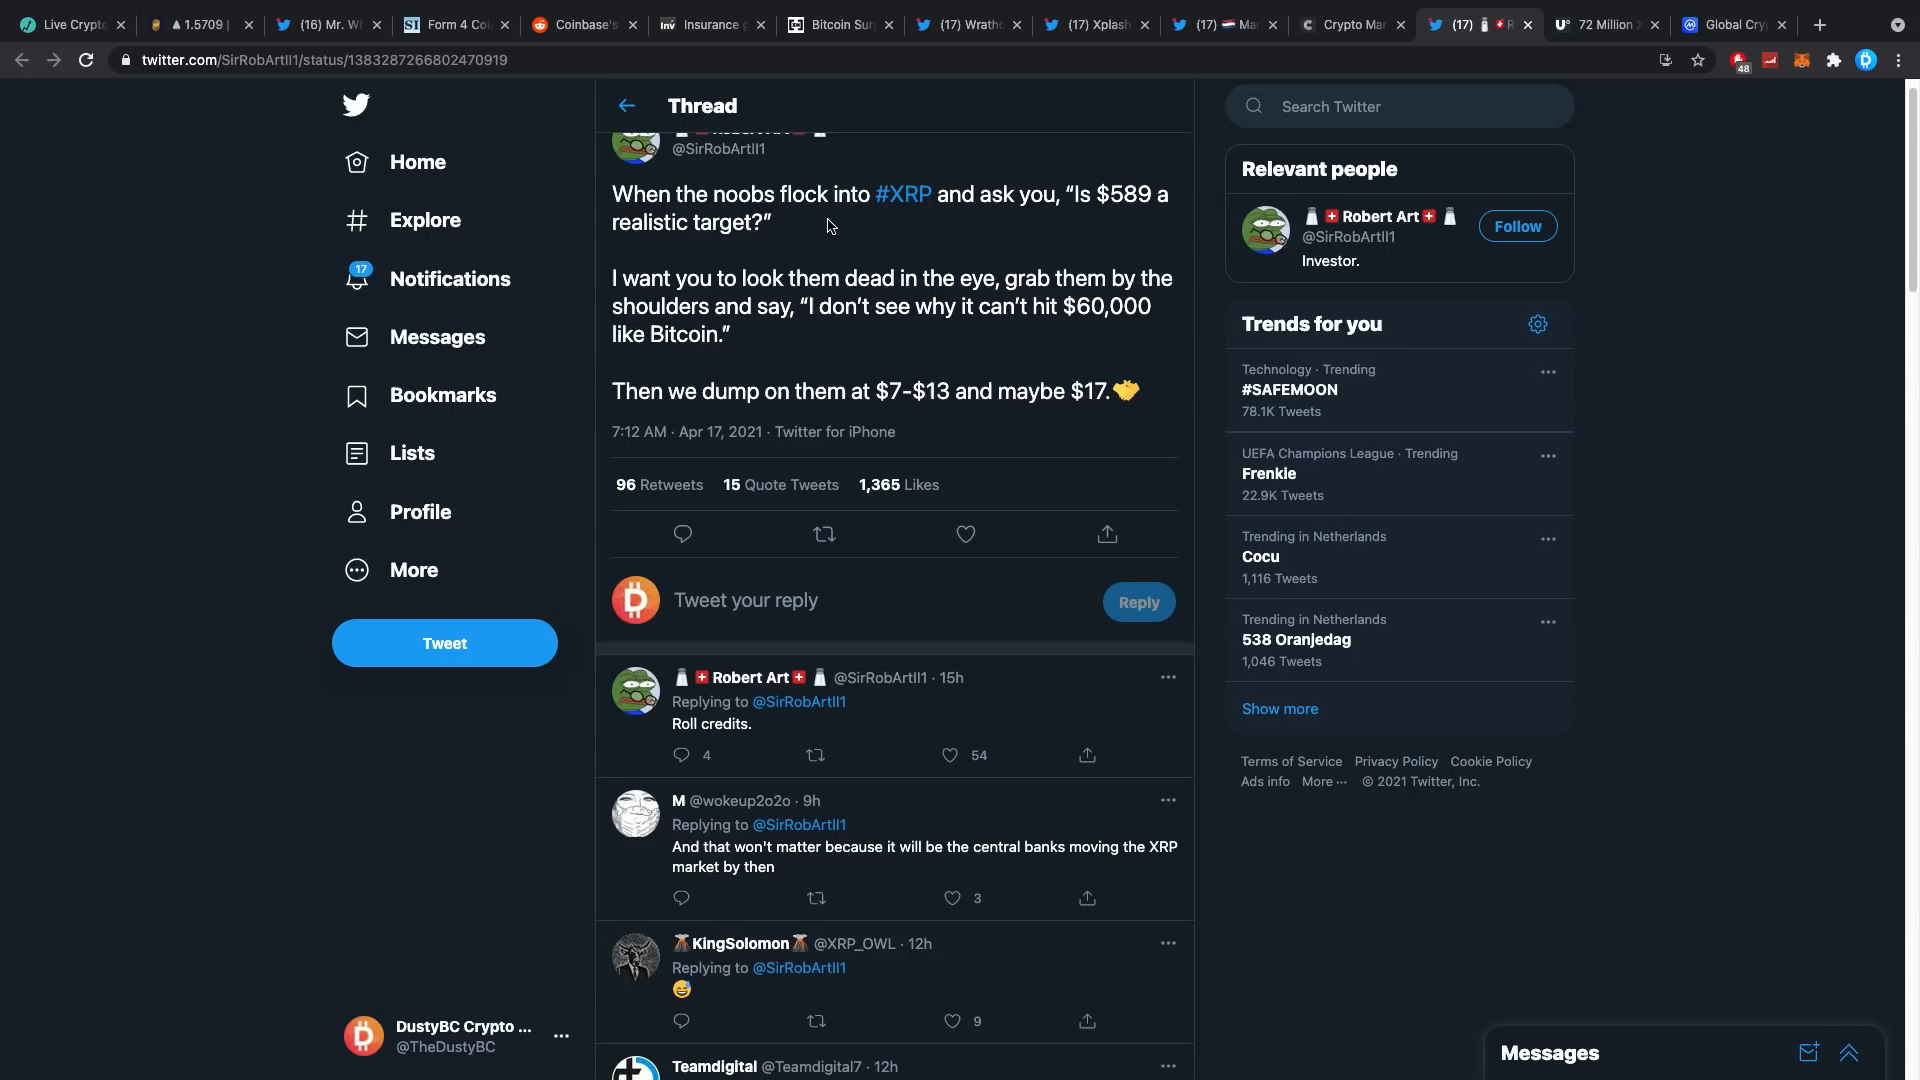 Live Crypto
▲ 1.5709 |
(16) Mr. Wh
Form 4 Coi
Coinbase's
Insurance g
Bitcoin Sur
(17) Wrath
(17) Xplash
(17) Ma
Crypto Mar
(17)
72 Million
Global Cry
twitter.com/SirRobArtII1/status/1383287266802470919
48
Home
Explore
17
Notifications
Messages
Bookmarks
Lists
Profile
More
Tweet
DustyBC Crypto ...
@TheDustyBC
Thread
@SirRobArtII1
When the noobs flock into #XRP and ask you, “Is $589 a
realistic target?”
I want you to look them dead in the eye, grab them by the
shoulders and say, “I don’t see why it can’t hit $60,000
like Bitcoin.”
Then we dump on them at $7-$13 and maybe $17.🤝
7:12 AM · Apr 17, 2021 · Twitter for iPhone
96 Retweets 15 Quote Tweets 1,365 Likes
Tweet your reply
Reply
Robert Art @SirRobArtII1 · 15h
Replying to @SirRobArtII1
Roll credits.
4
54
M @wokeup2o2o · 9h
Replying to @SirRobArtII1
And that won't matter because it will be the central banks moving the XRP
market by then
3
KingSolomon @XRP_OWL · 12h
Replying to @SirRobArtII1
😅
9
Teamdigital @Teamdigital7 · 12h
Search Twitter
Relevant people
Robert Art
@SirRobArtII1
Follow
Investor.
Trends for you
Technology · Trending
#SAFEMOON
78.1K Tweets
UEFA Champions League · Trending
Frenkie
22.9K Tweets
Trending in Netherlands
Cocu
1,116 Tweets
Trending in Netherlands
538 Oranjedag
1,046 Tweets
Show more
Terms of Service Privacy Policy Cookie Policy
Ads info More ··· © 2021 Twitter, Inc.
Messages